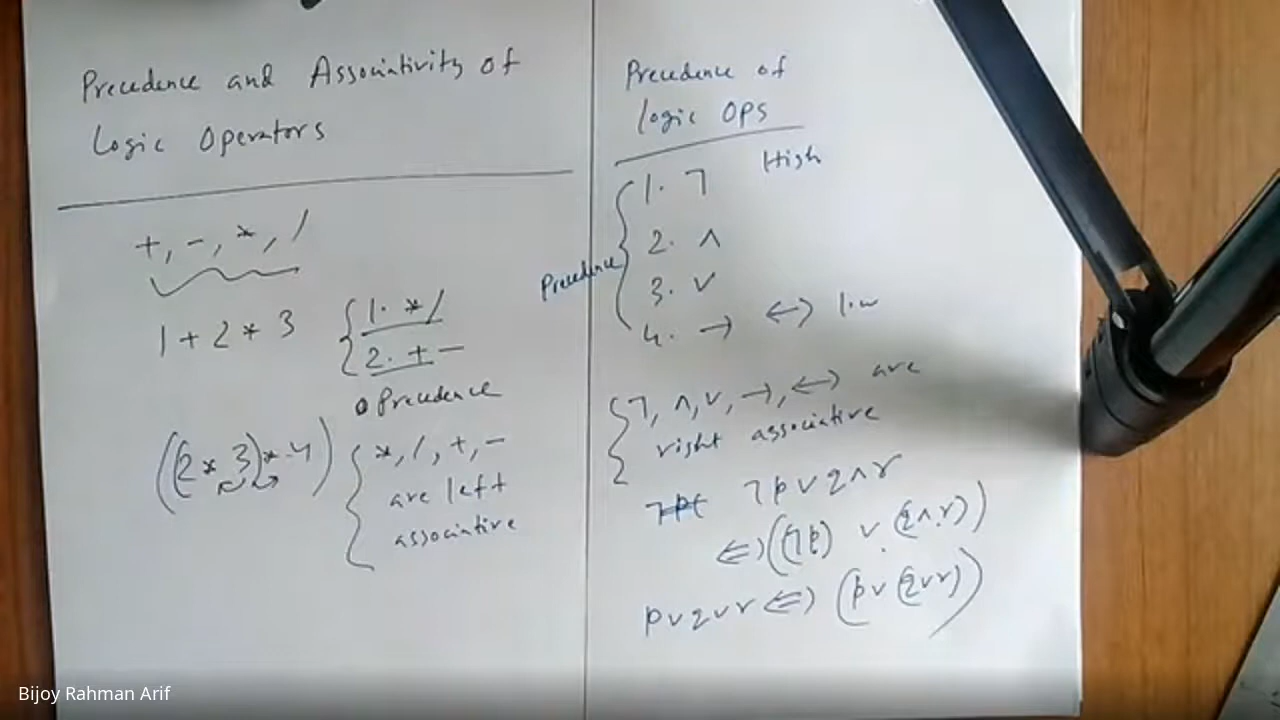 Precedence and Associativity of
Logic Operators
+, -, *, /
1 + 2 * 3
{ 1. * /
2. + -
Precedence
((2 * 3) * 4)
{ *, /, +, -
are left
associative
Precedence of
logic OPS
1. ¬ High
2. ∧
3. ∨
4. → ↔ low
Precedence
{ ¬, ∧, ∨, →, ↔ are
right associative
¬p∨q∧r
⇔ ((¬p) ∨ (q∧r))
p∨q∨r ⇔ (p∨(q∨r))
Bijoy Rahman Arif